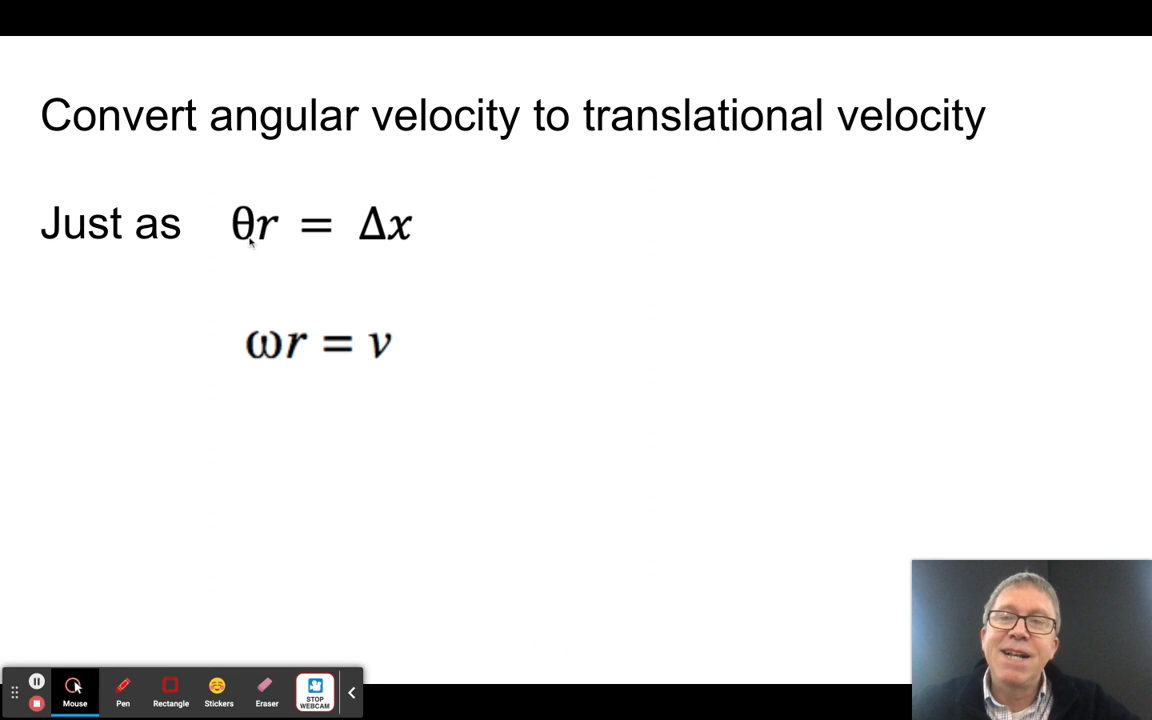 Convert angular velocity to translational velocity
Just as θr = Δx
ωr = v
Mouse
Pen
Rectangle
Stickers
Eraser
STOP
WEBCAM